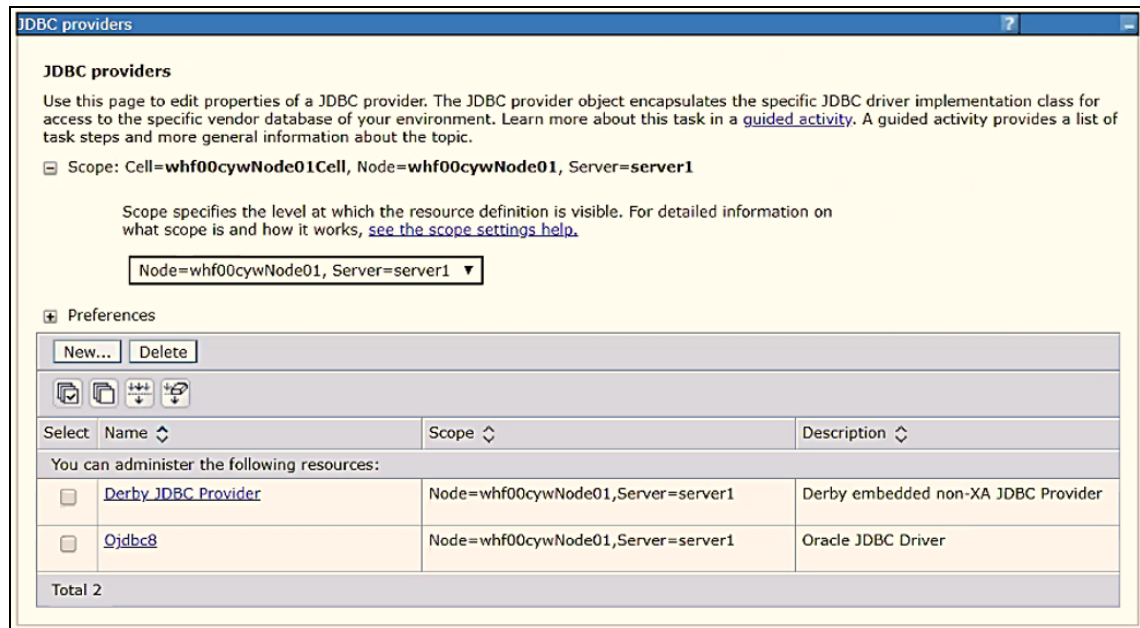 JDBC providers
?
JDBC providers
Use this page to edit properties of a JDBC provider. The JDBC provider object encapsulates the specific JDBC driver implementation class for
access to the specific vendor database of your environment. Learn more about this task in a guided activity. A guided activity provides a list of
task steps and more general information about the topic.
Scope: Cell=whf00cywNode01Cell, Node=whf00cywNode01, Server=server1
Scope specifies the level at which the resource definition is visible. For detailed information on
what scope is and how it works, see the scope settings help.
Node=whf00cywNode01, Server=server1
Preferences
New... Delete
Select Name Scope Description
You can administer the following resources:
Derby JDBC Provider Node=whf00cywNode01,Server=server1 Derby embedded non-XA JDBC Provider
Ojdbc8 Node=whf00cywNode01,Server=server1 Oracle JDBC Driver
Total 2